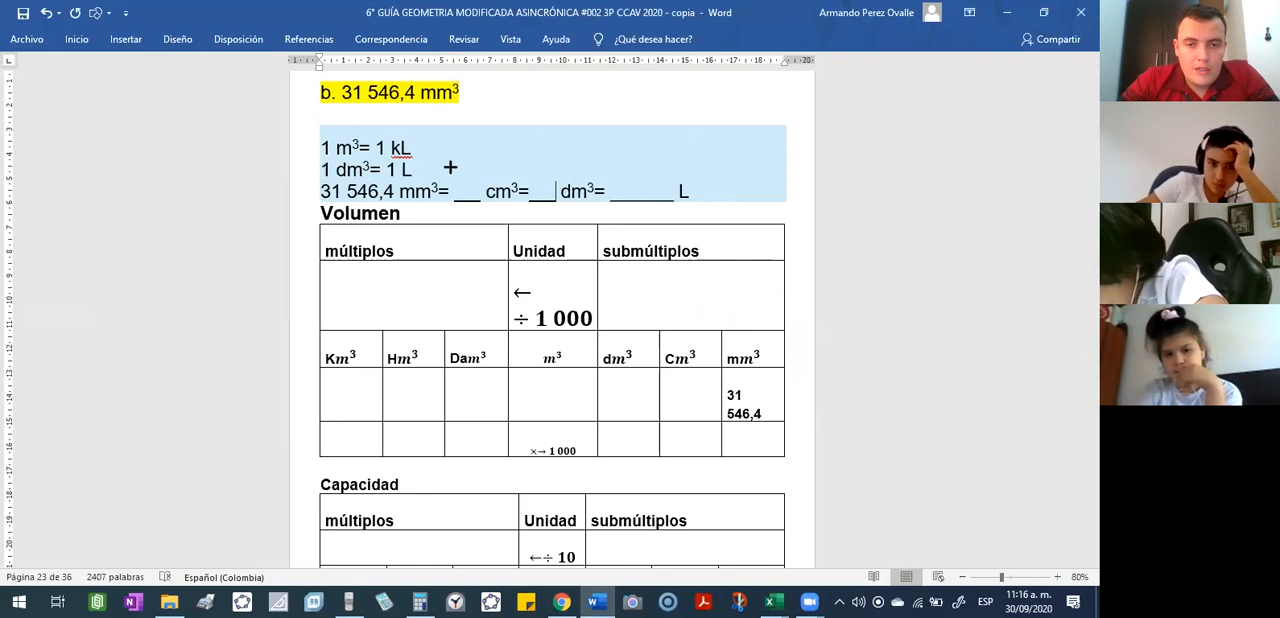 6° GUÍA GEOMETRIA MODIFICADA ASINCRÓNICA #002 3P CCAV 2020 - copia - Word
Armando Perez Ovalle
Archivo Inicio Insertar Diseño Disposición Referencias Correspondencia Revisar Vista Ayuda ¿Qué desea hacer? Compartir
b. 31 546,4 mm³
1 m³= 1 kL
1 dm³= 1 L
31 546,4 mm³= ___ cm³=___ dm³= _______ L
Volumen
múltiplos Unidad submúltiplos
←
÷ 1 000
Km³ Hm³ Dam³ m³ dm³ Cm³ mm³
31
546,4
×→ 1 000
Capacidad
múltiplos Unidad submúltiplos
←÷ 10
Página 23 de 36 2407 palabras Español (Colombia) 80%
ESP
11:16 a. m.
30/09/2020